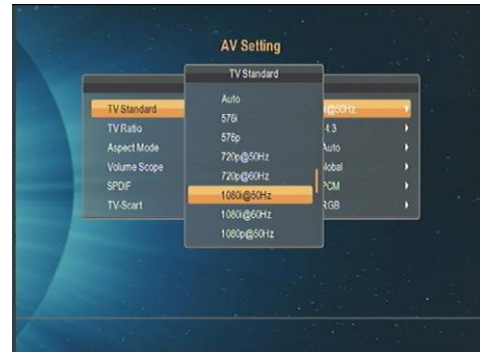 AV Setting
TV Standard
TV Standard
TV Ratio
Aspect Mode
Volume Scope
SPDIF
TV-Scart
Auto
576i
576p
720p@50Hz
720p@60Hz
1080i@50Hz
1080i@60Hz
1080p@50Hz
@50Hz
4:3
Auto
PCM
RGB